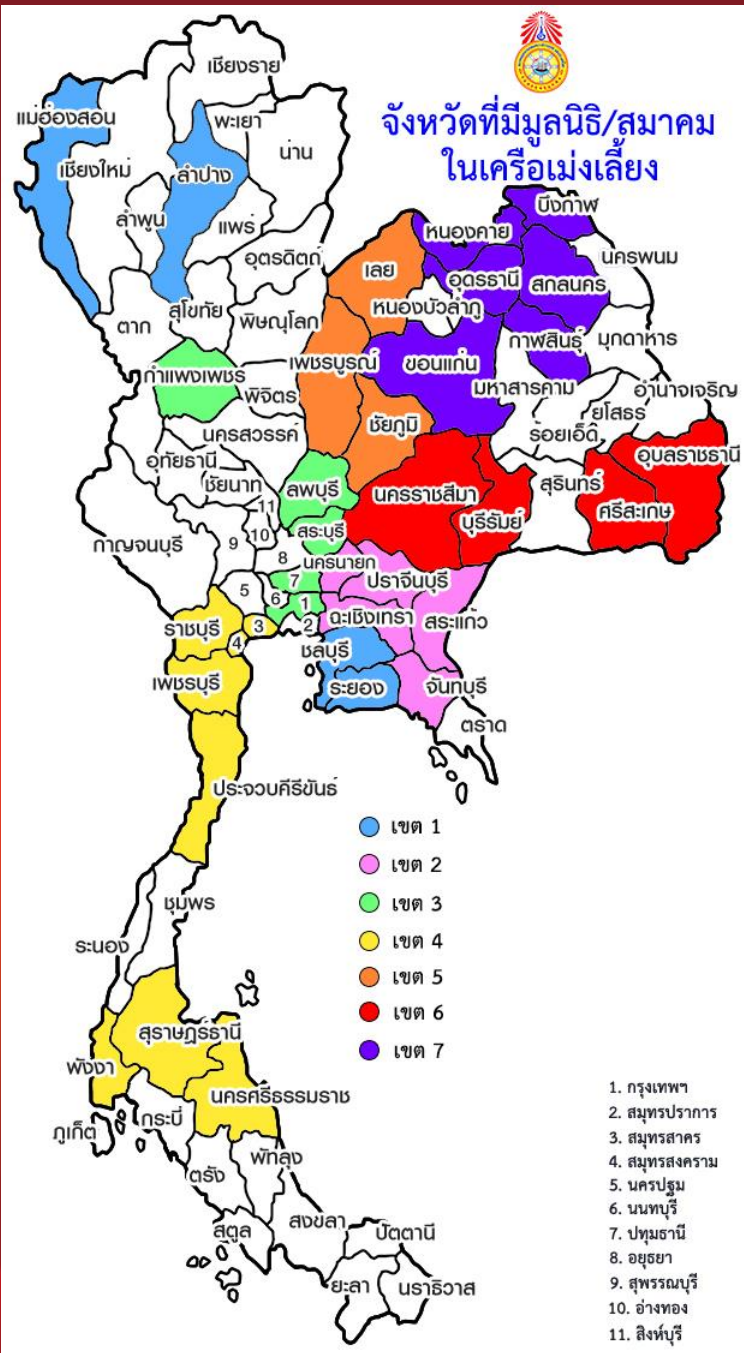 จังหวัดที่มีมูลนิธิ/สมาคม
ในเครือเม่งเลี้ยง
เชียงราย
แม่ฮ่องสอน
พะเยา
น่าน
เชียงใหม่
ลำปาง
ลำพูน
แพร่
อุตรดิตถ์
ตาก
สุโขทัย
พิษณุโลก
กำแพงเพชร
พิจิตร
เพชรบูรณ์
เลย
หนองคาย
บึงกาฬ
หนองบัวลำภู
อุดรธานี
สกลนคร
นครพนม
ขอนแก่น
กาฬสินธุ์
มุกดาหาร
มหาสารคาม
ร้อยเอ็ด
ยโสธร
อำนาจเจริญ
ชัยภูมิ
นครสวรรค์
อุทัยธานี
ชัยนาท
ลพบุรี
นครราชสีมา
บุรีรัมย์
สุรินทร์
ศรีสะเกษ
อุบลราชธานี
กาญจนบุรี
11
10
9
8
สระบุรี
นครนายก
7
ปราจีนบุรี
5
6
1
2
3
4
ฉะเชิงเทรา
สระแก้ว
ราชบุรี
ชลบุรี
เพชรบุรี
ระยอง
จันทบุรี
ตราด
ประจวบคีรีขันธ์
เขต 1
เขต 2
เขต 3
เขต 4
เขต 5
เขต 6
เขต 7
ชุมพร
ระนอง
สุราษฎร์ธานี
พังงา
นครศรีธรรมราช
ภูเก็ต
กระบี่
ตรัง
พัทลุง
สตูล
สงขลา
ปัตตานี
ยะลา
นราธิวาส
1. กรุงเทพฯ
2. สมุทรปราการ
3. สมุทรสาคร
4. สมุทรสงคราม
5. นครปฐม
6. นนทบุรี
7. ปทุมธานี
8. อยุธยา
9. สุพรรณบุรี
10. อ่างทอง
11. สิงห์บุรี